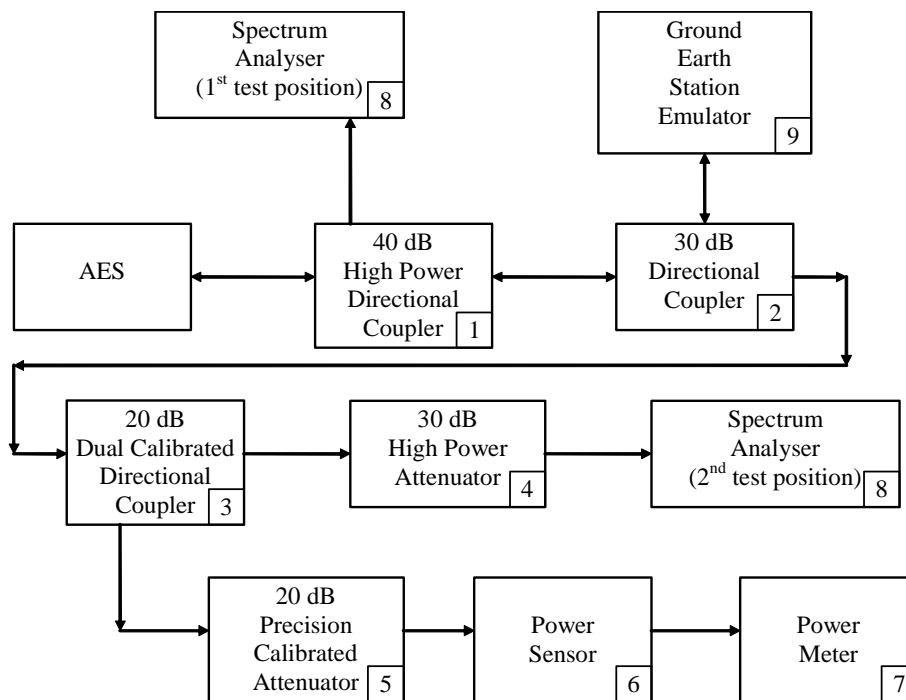 Spectrum
Analyser
(1st test position)
8
Ground
Earth
Station
Emulator
9
AES
40 dB
High Power
Directional
Coupler
1
30 dB
Directional
Coupler
2
20 dB
Dual Calibrated
Directional
Coupler
3
30 dB
High Power
Attenuator
4
Spectrum
Analyser
(2nd test position)
8
20 dB
Precision
Calibrated
Attenuator
5
Power
Sensor
6
Power
Meter
7